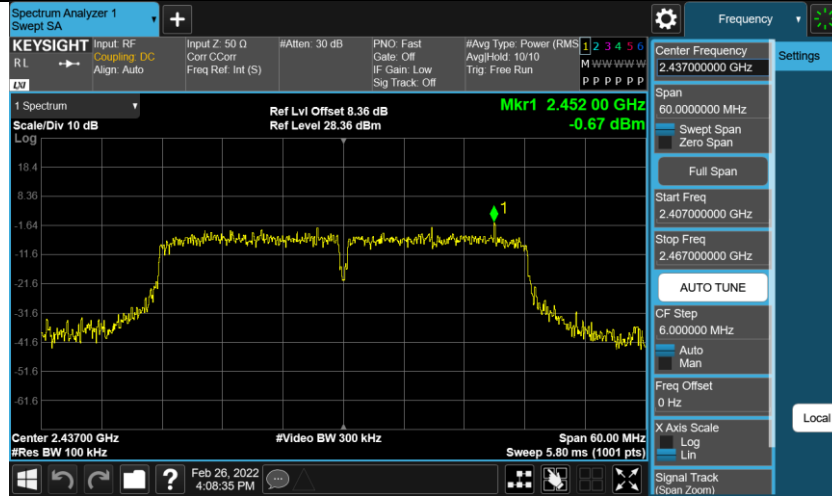 Spectrum Analyzer 1
Swept SA
+
Frequency
KEYSIGHT
RL
LXI
Input: RF
Coupling: DC
Align: Auto
Input Z: 50 Ω
Corr CCorr
Freq Ref: Int (S)
#Atten: 30 dB
PNO: Fast
Gate: Off
IF Gain: Low
Sig Track: Off
#Avg Type: Power (RMS
Avg|Hold: 10/10
Trig: Free Run
1 2 3 4 5 6
M W W W W W
P P P P P P
1 Spectrum
Scale/Div 10 dB
Log
Ref Lvl Offset 8.36 dB
Ref Level 28.36 dBm
Mkr1 2.452 00 GHz
-0.67 dBm
18.4
8.36
-1.64
-11.6
-21.6
-31.6
-41.6
-51.6
-61.6
1
Center 2.43700 GHz
#Res BW 100 kHz
#Video BW 300 kHz
Span 60.00 MHz
Sweep 5.80 ms (1001 pts)
Center Frequency
2.437000000 GHz
Settings
Span
60.0000000 MHz
Swept Span
Zero Span
Full Span
Start Freq
2.407000000 GHz
Stop Freq
2.467000000 GHz
AUTO TUNE
CF Step
6.000000 MHz
Auto
Man
Freq Offset
0 Hz
Local
X Axis Scale
Log
Lin
Signal Track
(Span Zoom)
?
Feb 26, 2022
4:08:35 PM